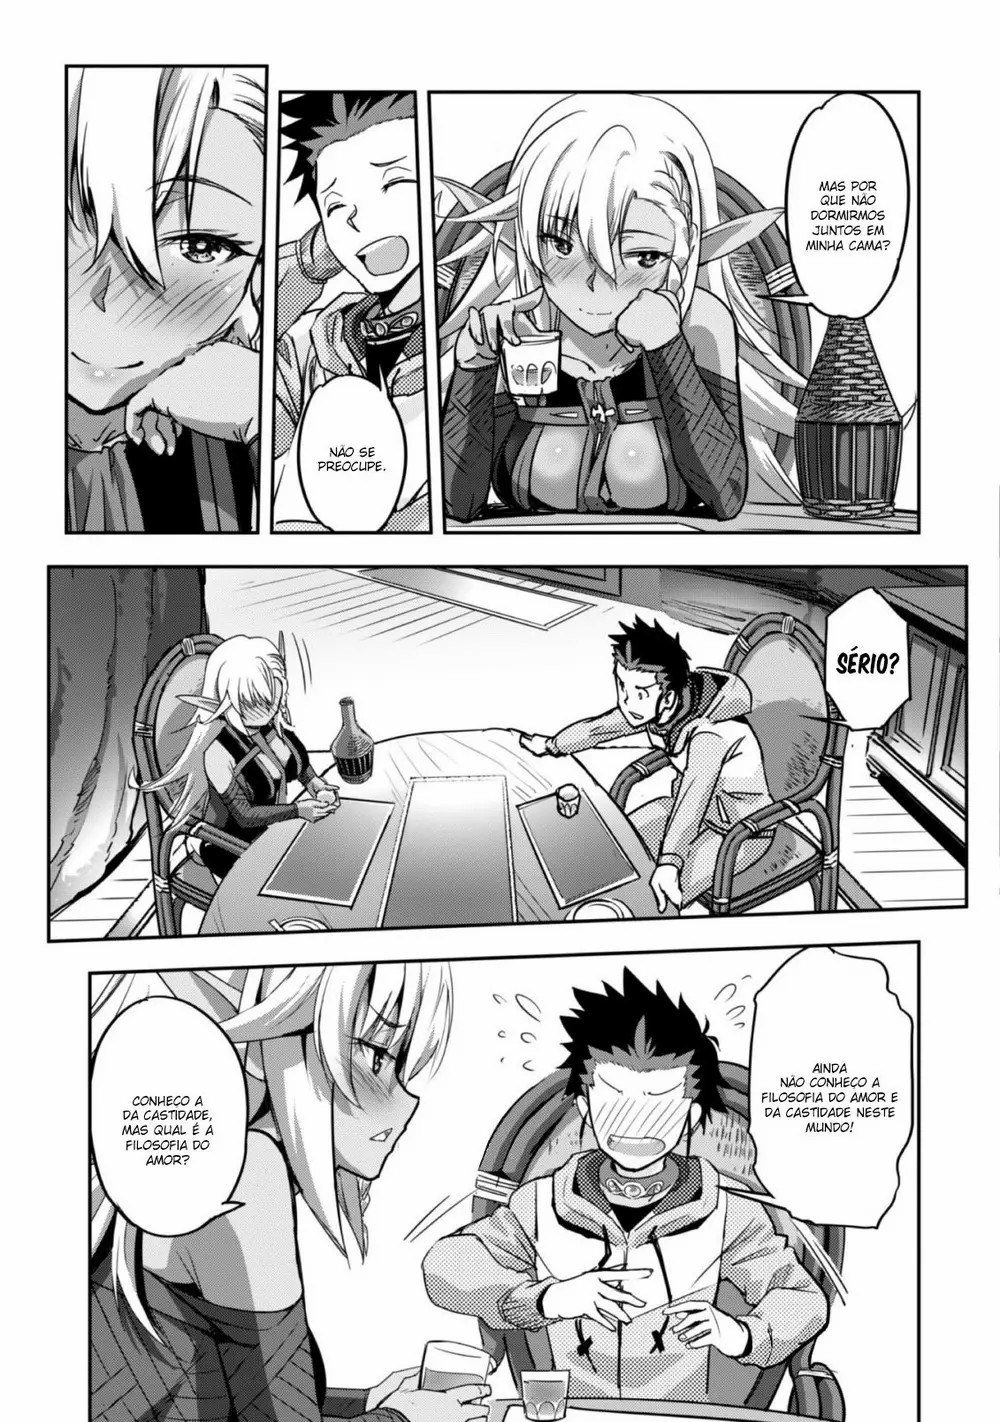 MAS POR
QUE NÃO
DORMIRMOS
JUNTOS EM
MINHA CAMA?
NÃO SE
PREOCUPE.
SÉRIO?
AINDA
NÃO CONHEÇO A
FILOSOFIA DO AMOR E
DA CASTIDADE NESTE
MUNDO!
CONHEÇO A
DA CASTIDADE,
MAS QUAL É A
FILOSOFIA DO
AMOR?